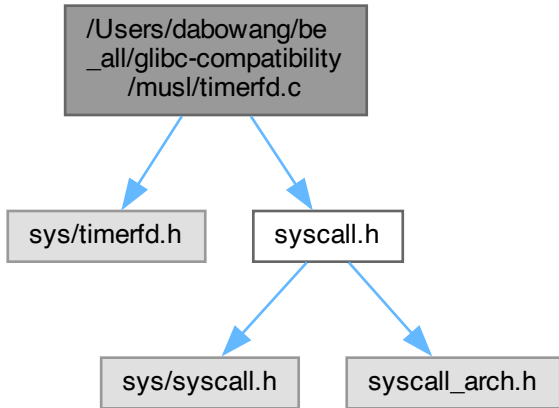 /Users/dabowang/be
_all/glibc-compatibility
/musl/timerfd.c
sys/timerfd.h
syscall.h
sys/syscall.h
syscall_arch.h